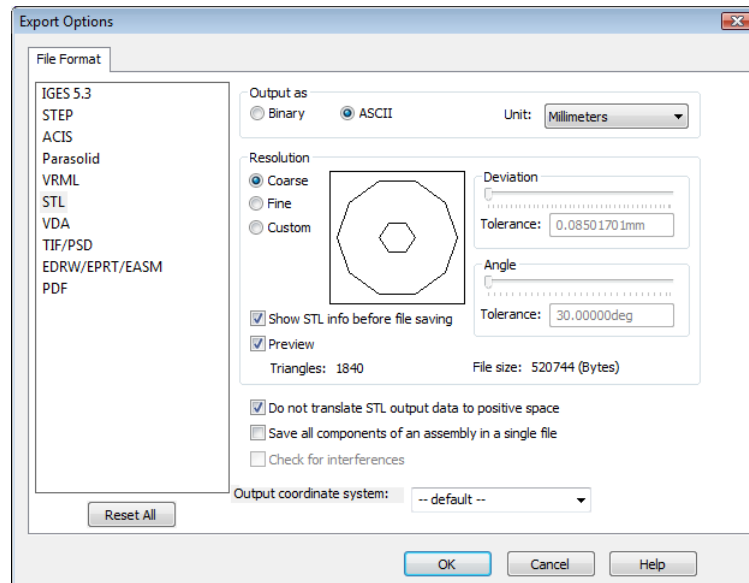 Export Options
File Format
IGES 5.3
STEP
ACIS
Parasolid
VRML
STL
VDA
TIF/PSD
EDRW/EPRT/EASM
PDF
Reset All
Output as
Binary ASCII Unit: Millimeters
Resolution
Coarse
Fine
Custom
Deviation
Tolerance: 0.08501701mm
Angle
Tolerance: 30.00000deg
Show STL info before file saving
Preview
Triangles: 1840 File size: 520744 (Bytes)
Do not translate STL output data to positive space
Save all components of an assembly in a single file
Check for interferences
Output coordinate system: -- default --
OK Cancel Help